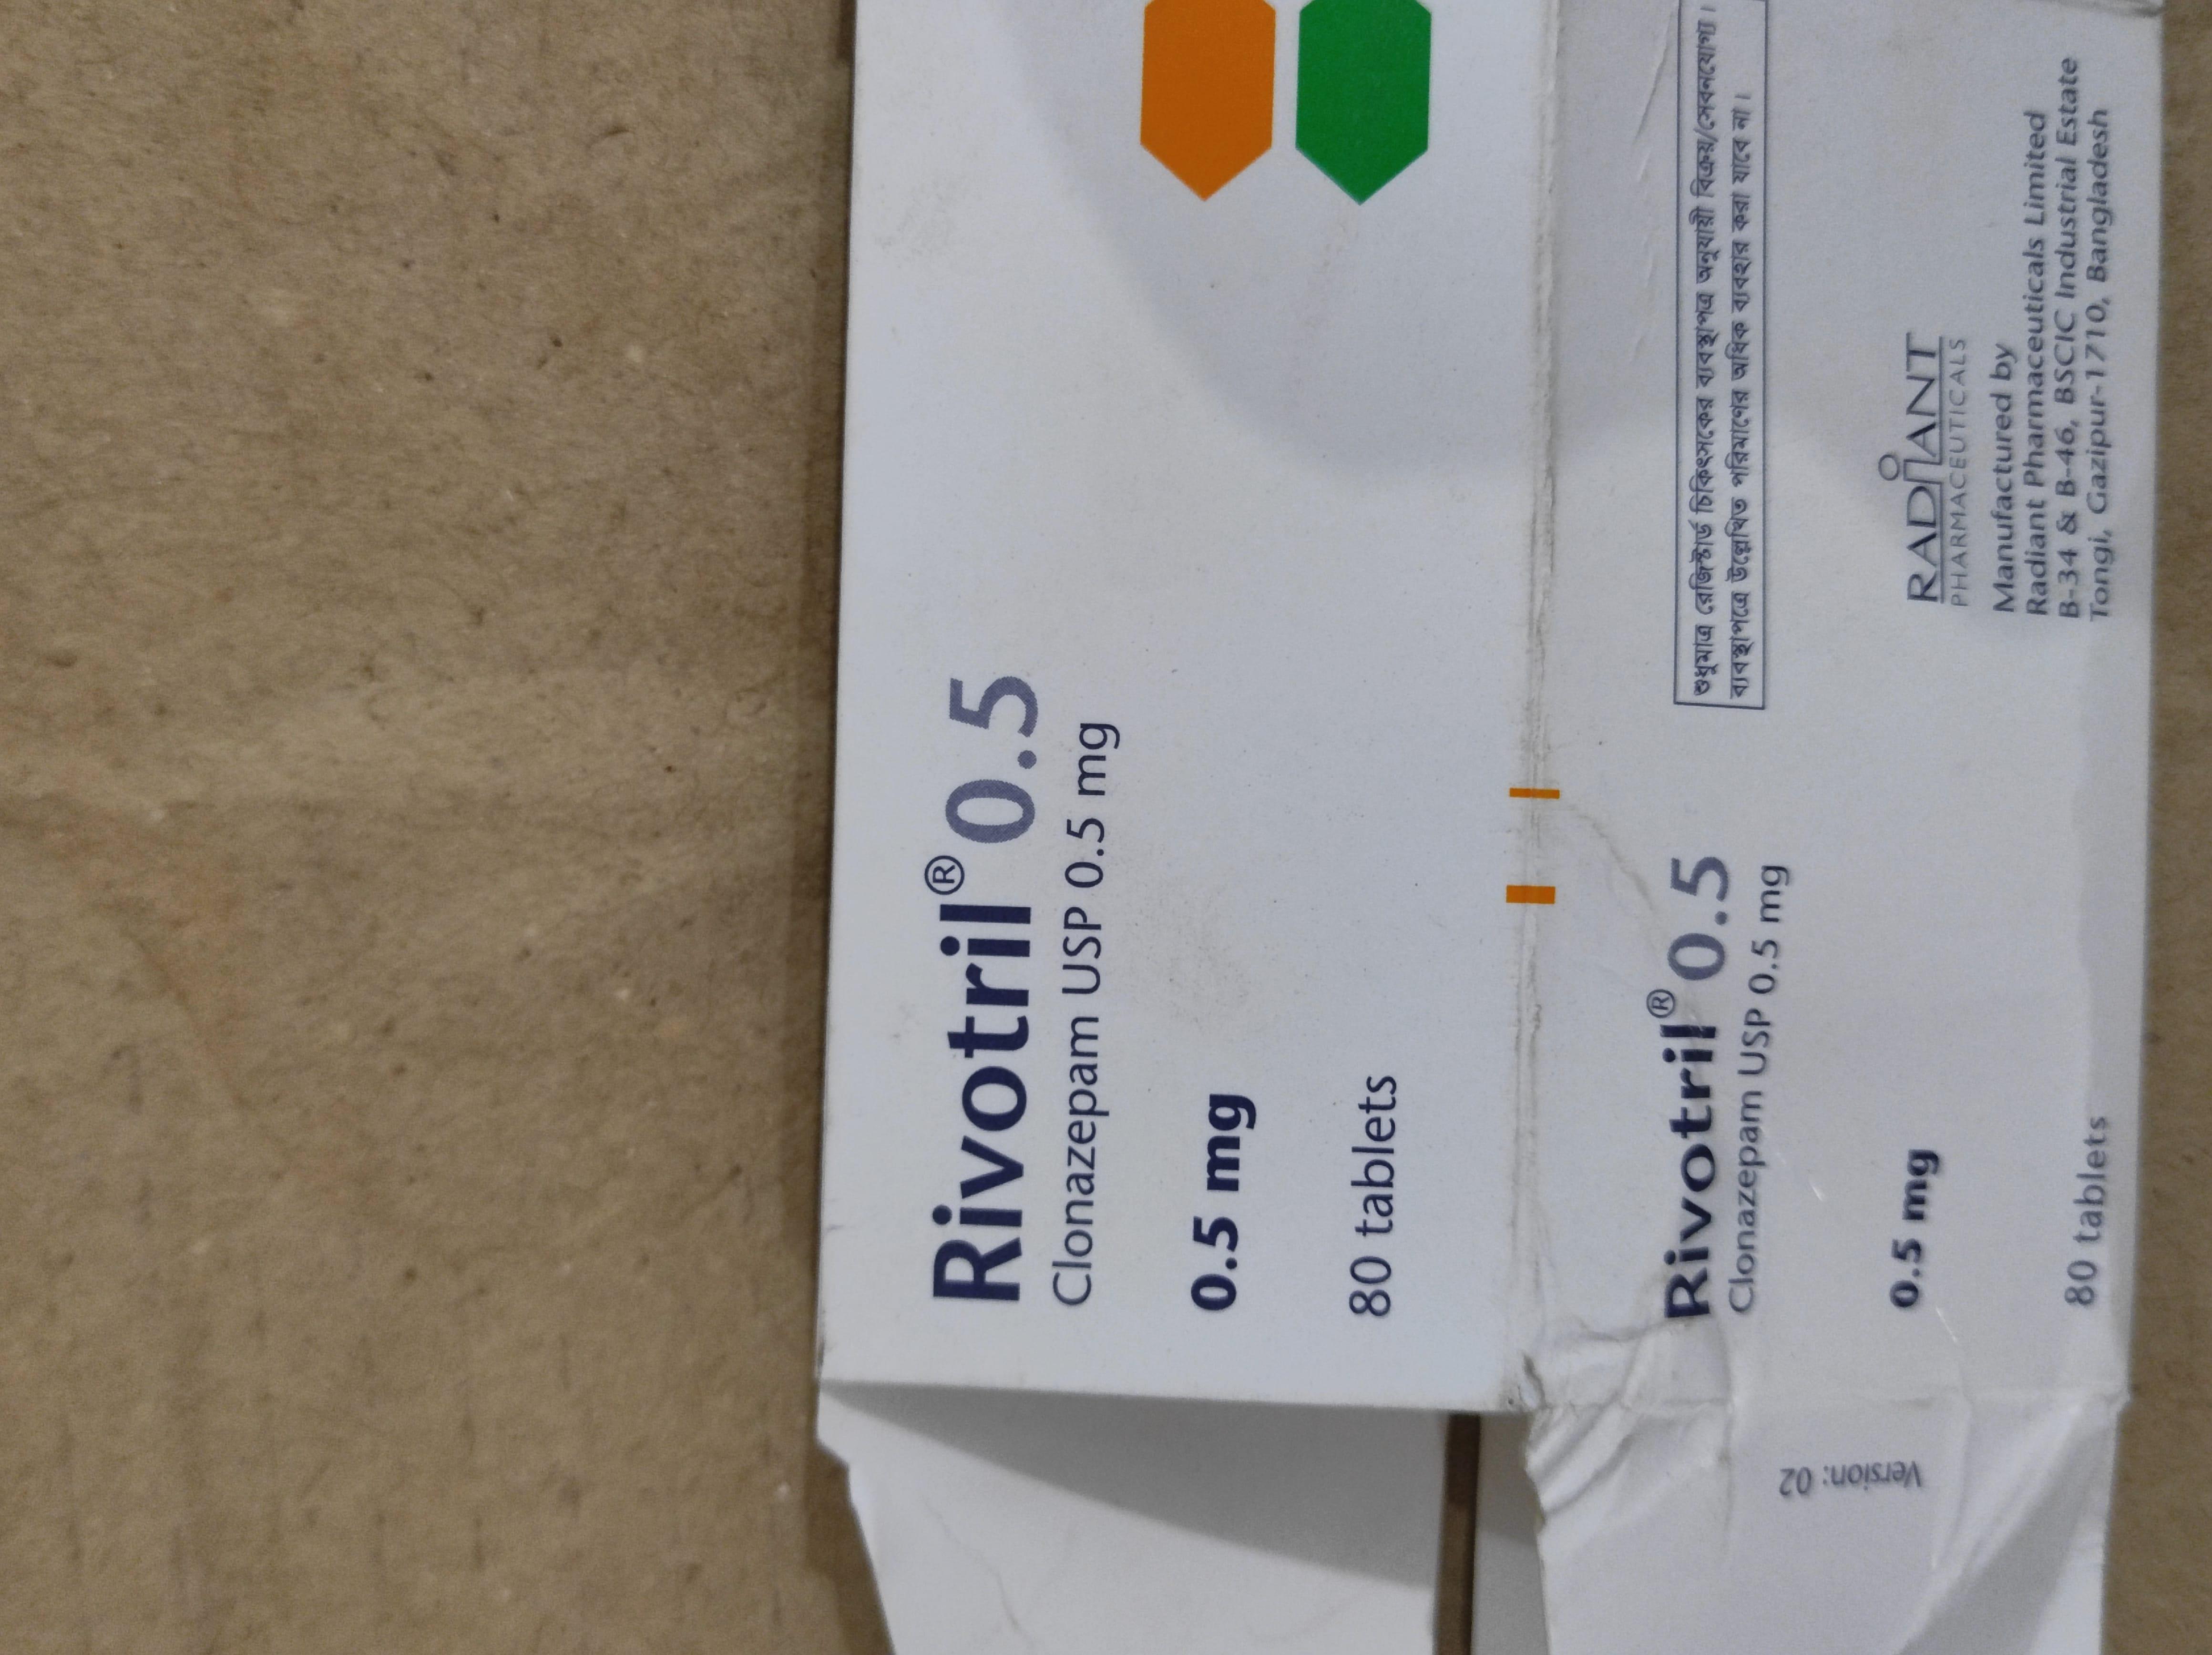 Rivotril® 0.5
Clonazepam USP 0.5 mg
0.5 mg
80 tablets
Rivotril® 0.5
Clonazepam USP 0.5 mg
0.5 mg
80 tablets
Version: 02
শুধুমাত্র রেজিস্টার্ড চিকিৎসকের ব্যবস্থাপত্র অনুযায়ী বিক্রয়/সেবনযোগ্য।
ব্যবস্থাপত্রে উল্লেখিত পরিমাণের অধিক ব্যবহার করা যাবে না।
RADiANT
PHARMACEUTICALS
Manufactured by
Radiant Pharmaceuticals Limited
B-34 & B-46, BSCIC Industrial Estate
Tongi, Gazipur-1710, Bangladesh